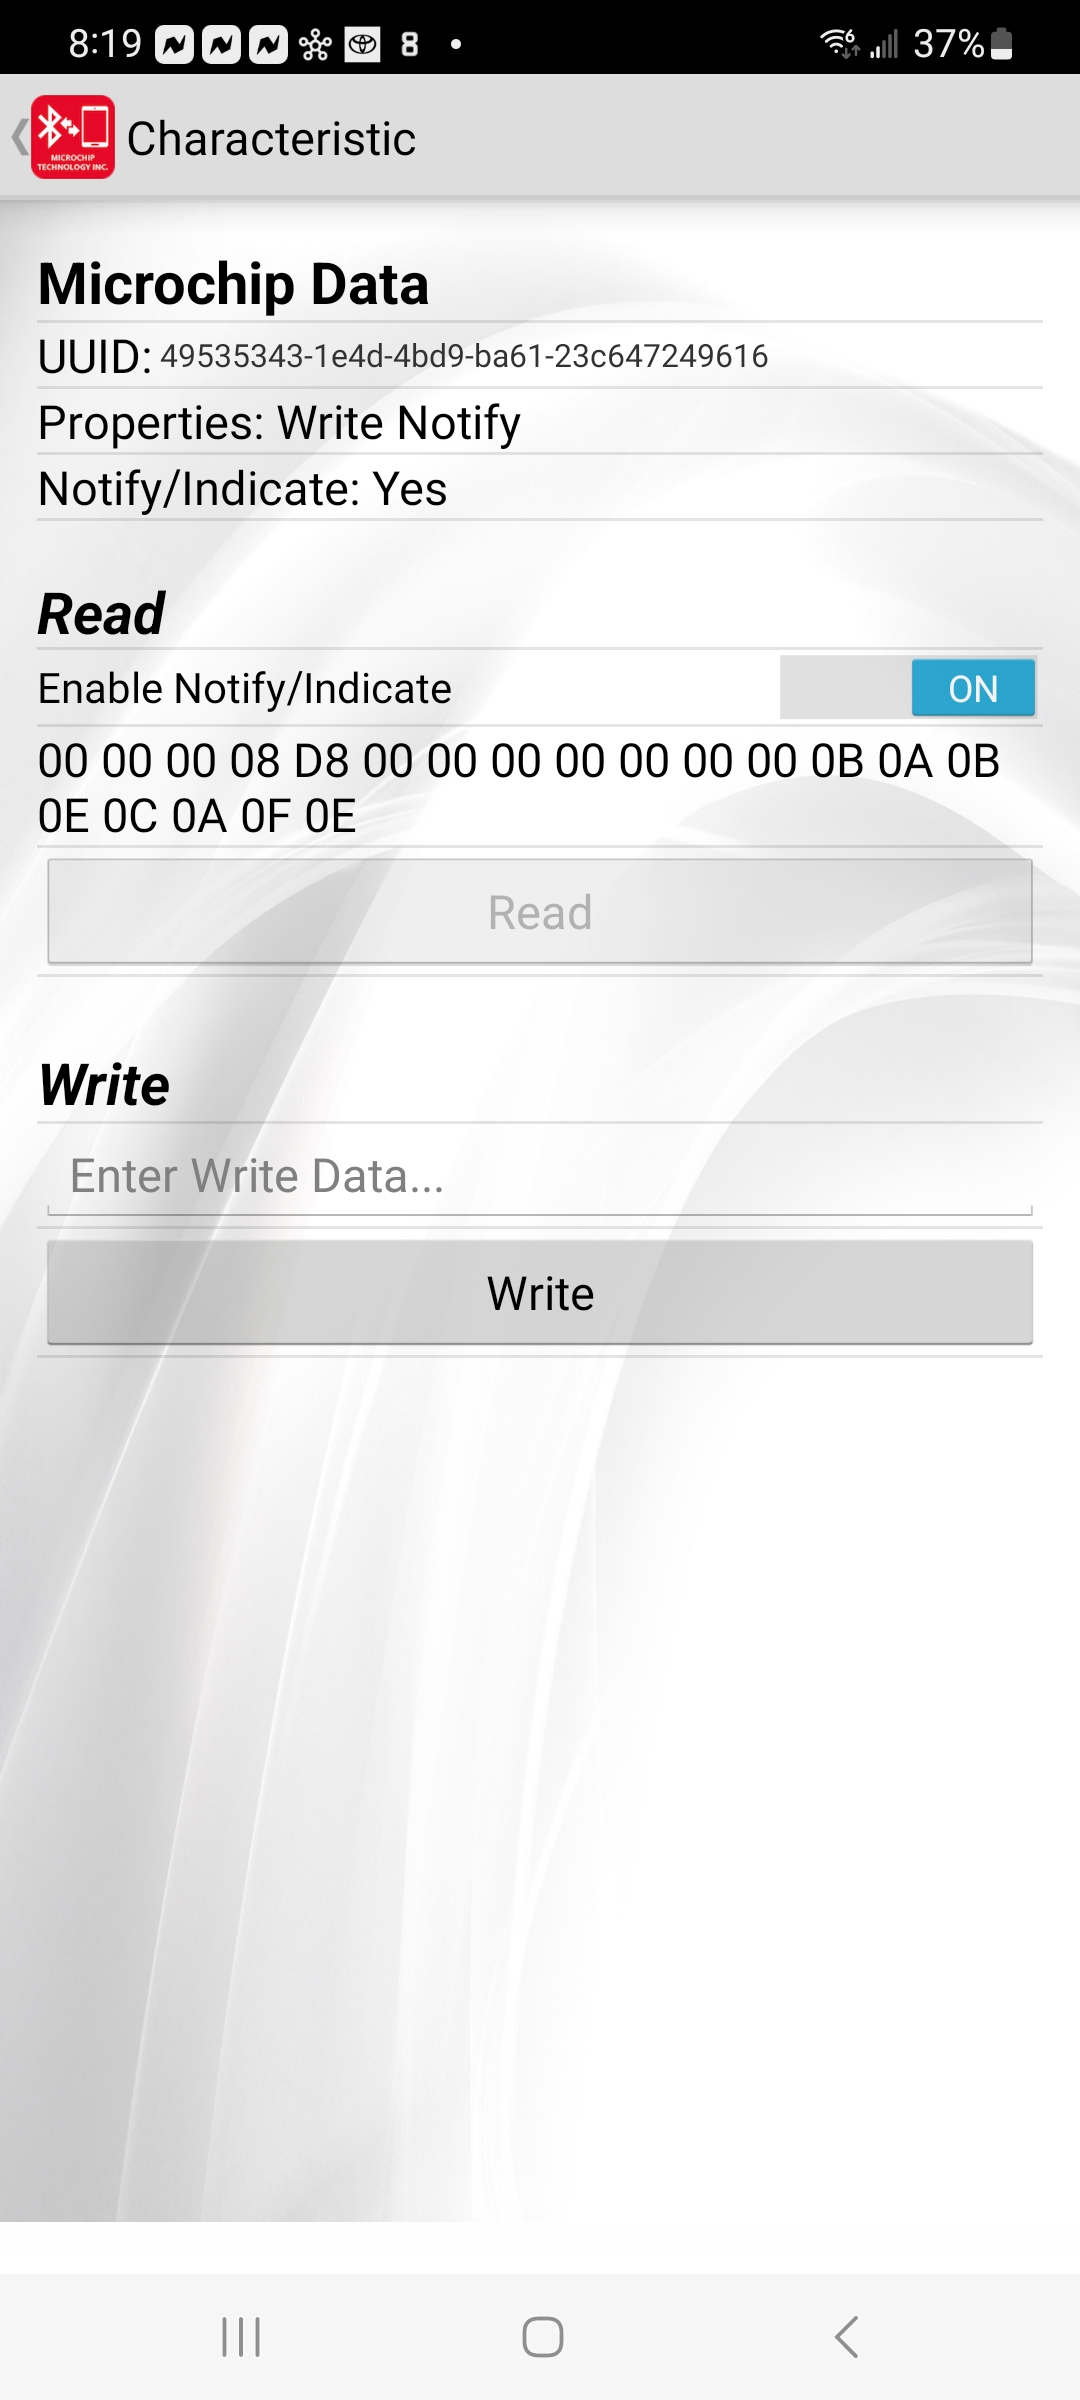 8:19 8 6 37%
MICROCHIP
TECHNOLOGY INC.
Characteristic
Microchip Data
UUID: 49535343-1e4d-4bd9-ba61-23c647249616
Properties: Write Notify
Notify/Indicate: Yes
Read
Enable Notify/Indicate ON
00 00 00 08 D8 00 00 00 00 00 00 00 0B 0A 0B
0E 0C 0A 0F 0E
Read
Write
Enter Write Data...
Write